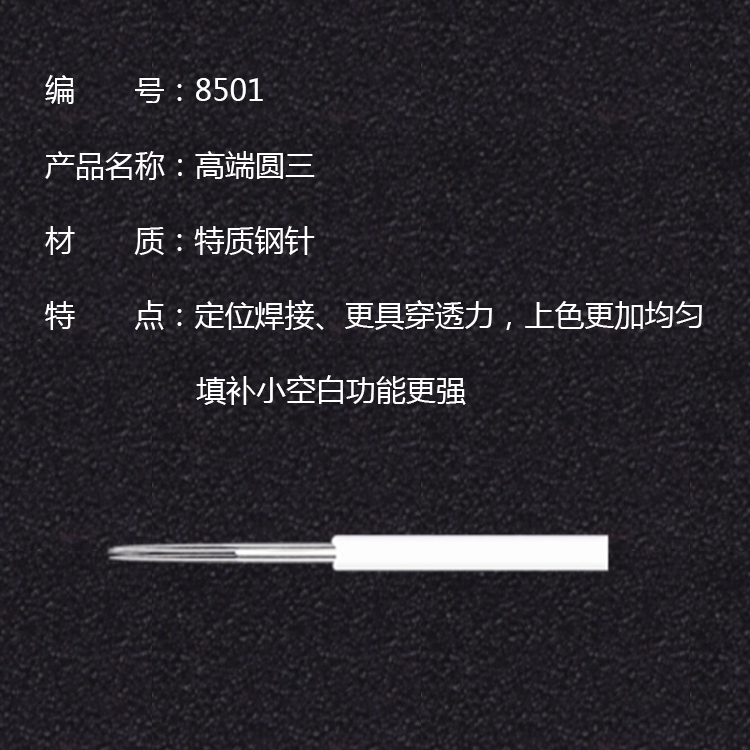 编 号：8501
产品名称：高端圆三
材 质：特质钢针
特 点：定位焊接、更具穿透力，上色更加均匀
填补小空白功能更强